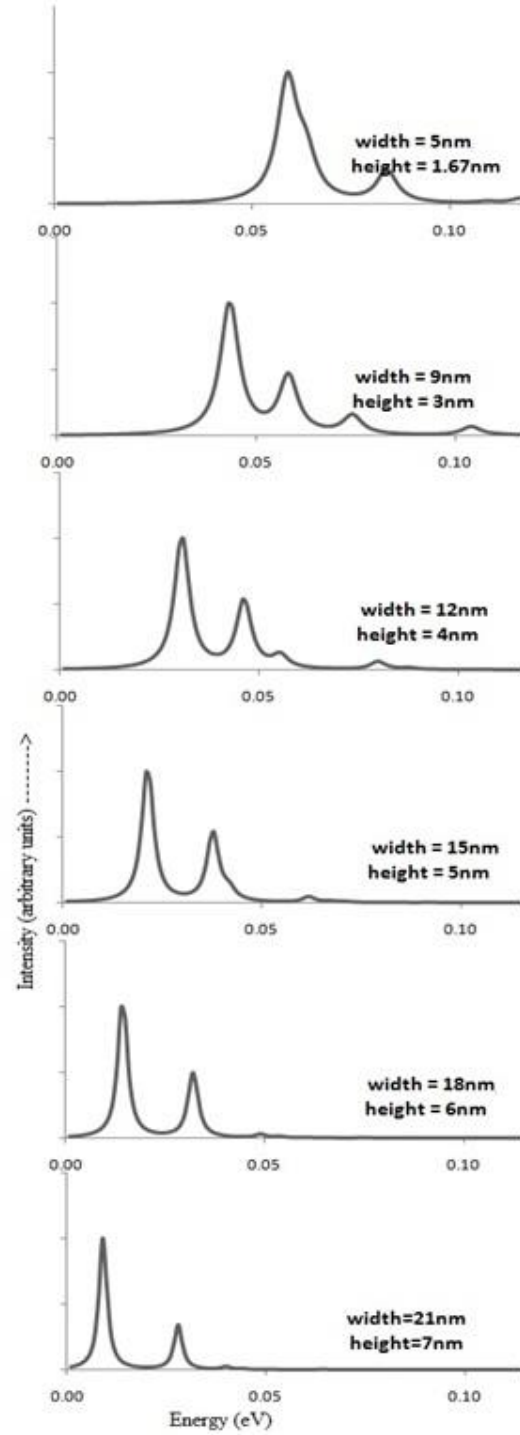 width = 5nm
height = 1.67nm
0.00 0.05 0.10
width = 9nm
height = 3nm
0.00 0.05 0.10
width = 12nm
height = 4nm
0.00 0.05 0.10
width = 15nm
height = 5nm
0.00 0.05 0.10
Intensity (arbitrary units) ------->
width = 18nm
height = 6nm
0.00 0.05 0.10
width=21nm
height=7nm
0.00 0.05 0.10
Energy (eV)